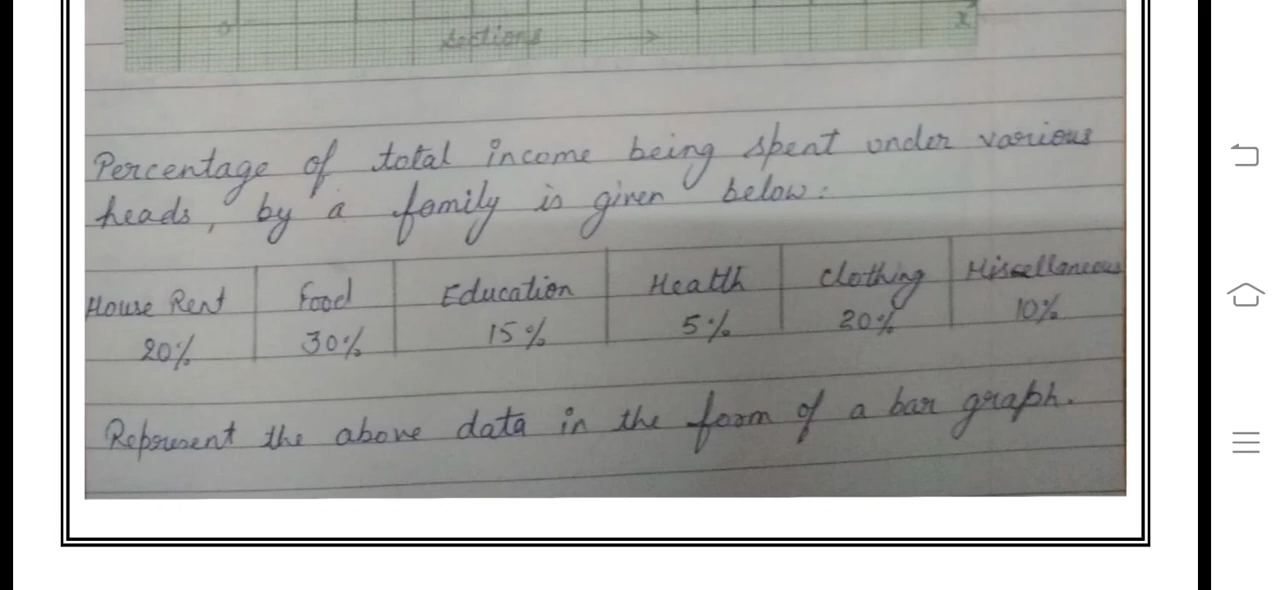 Sections
x
Percentage of total income being spent under various
heads, by a family is given below:
House Rent Food Education Health Clothing Miscellaneous
20% 30% 15% 5% 20% 10%
Represent the above data in the form of a bar graph.